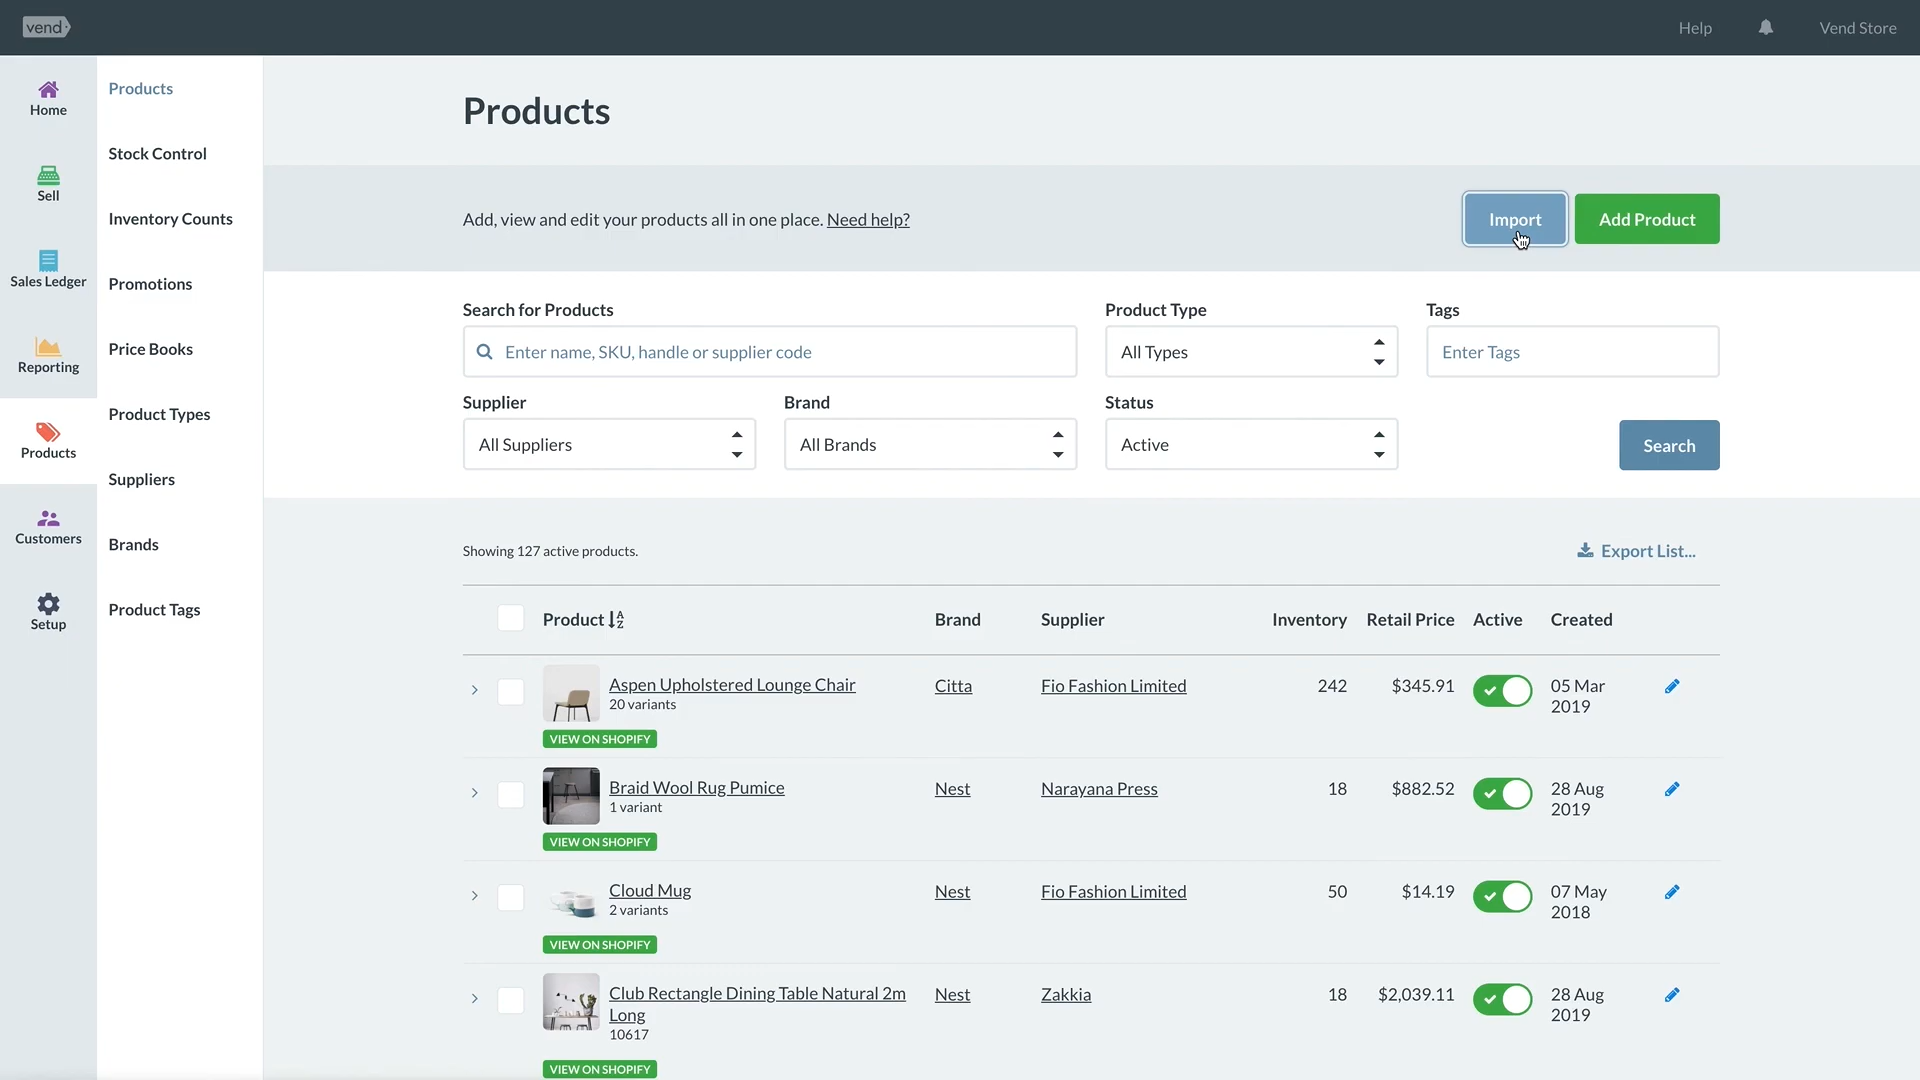 vend
Help
Vend Store
Home
Sell
Sales Ledger
Reporting
Products
Customers
Setup
Products
Stock Control
Inventory Counts
Promotions
Price Books
Product Types
Suppliers
Brands
Product Tags
Products
Add, view and edit your products all in one place. Need help?
Import
Add Product
Search for Products
Product Type
Tags
Enter name, SKU, handle or supplier code
All Types
Enter Tags
Supplier
Brand
Status
All Suppliers
All Brands
Active
Search
Showing 127 active products.
Export List...
Product Brand Supplier Inventory Retail Price Active Created
Aspen Upholstered Lounge Chair Citta Fio Fashion Limited 242 $345.91 05 Mar
20 variants 2019
VIEW ON SHOPIFY
Braid Wool Rug Pumice Nest Narayana Press 18 $882.52 28 Aug
1 variant 2019
VIEW ON SHOPIFY
Cloud Mug Nest Fio Fashion Limited 50 $14.19 07 May
2 variants 2018
VIEW ON SHOPIFY
Club Rectangle Dining Table Natural 2m Nest Zakkia 18 $2,039.11 28 Aug
Long 2019
10617
VIEW ON SHOPIFY